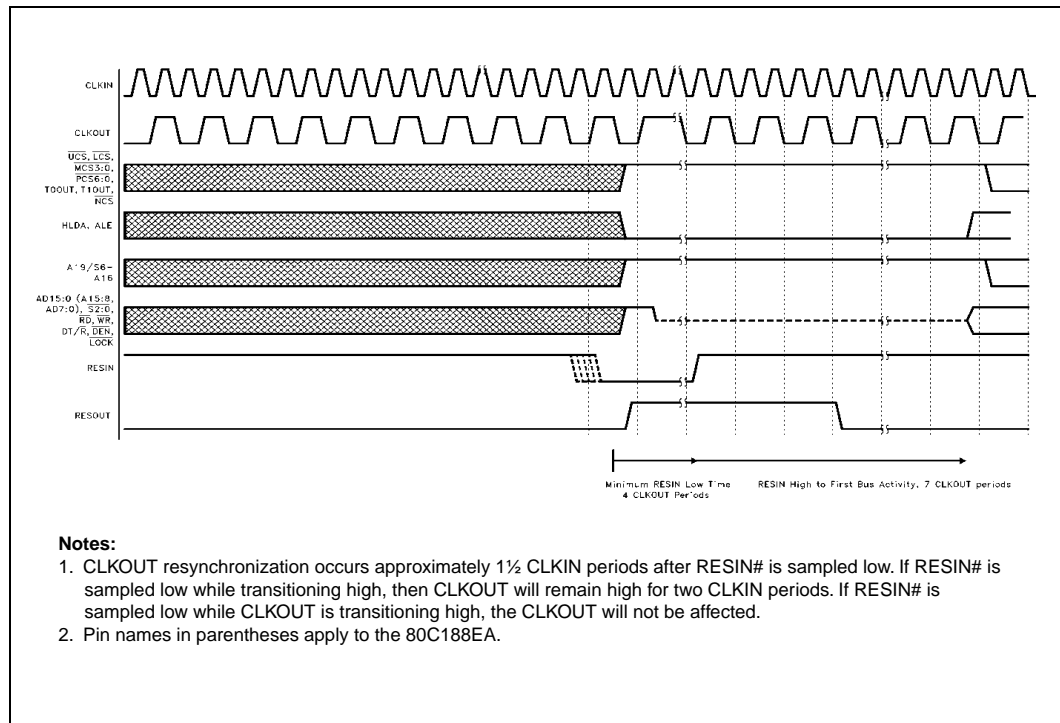 CLKIN
CLKOUT
UCS, LCS,
MCS3:0,
PCS6:0,
T0OUT, T1OUT,
NCS
HLDA, ALE
A19/S6–
A16
AD15:0 (A15:8,
AD7:0), S2:0,
RD, WR,
DT/R, DEN,
LOCK
RESIN
RESOUT
Minimum RESIN Low Time
4 CLKOUT Periods
RESIN High to First Bus Activity, 7 CLKOUT periods
Notes:
1. CLKOUT resynchronization occurs approximately 1½ CLKIN periods after RESIN# is sampled low. If RESIN# is
sampled low while transitioning high, then CLKOUT will remain high for two CLKIN periods. If RESIN# is
sampled low while CLKOUT is transitioning high, the CLKOUT will not be affected.
2. Pin names in parentheses apply to the 80C188EA.